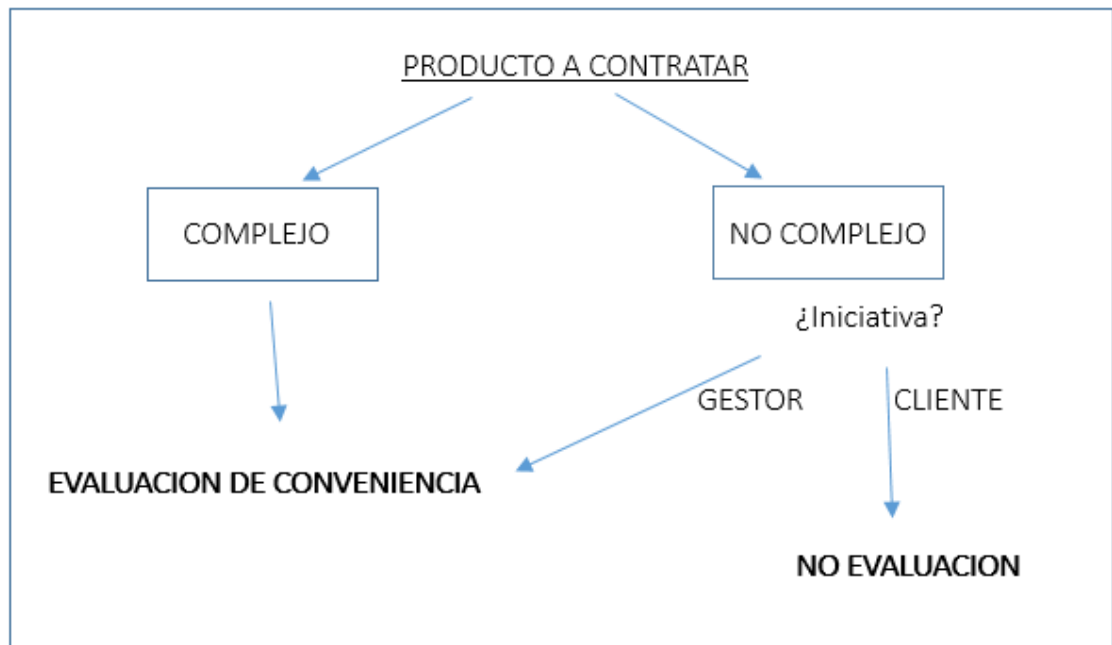 PRODUCTO A CONTRATAR
COMPLEJO
NO COMPLEJO
¿Iniciativa?
GESTOR
CLIENTE
EVALUACION DE CONVENIENCIA
NO EVALUACION